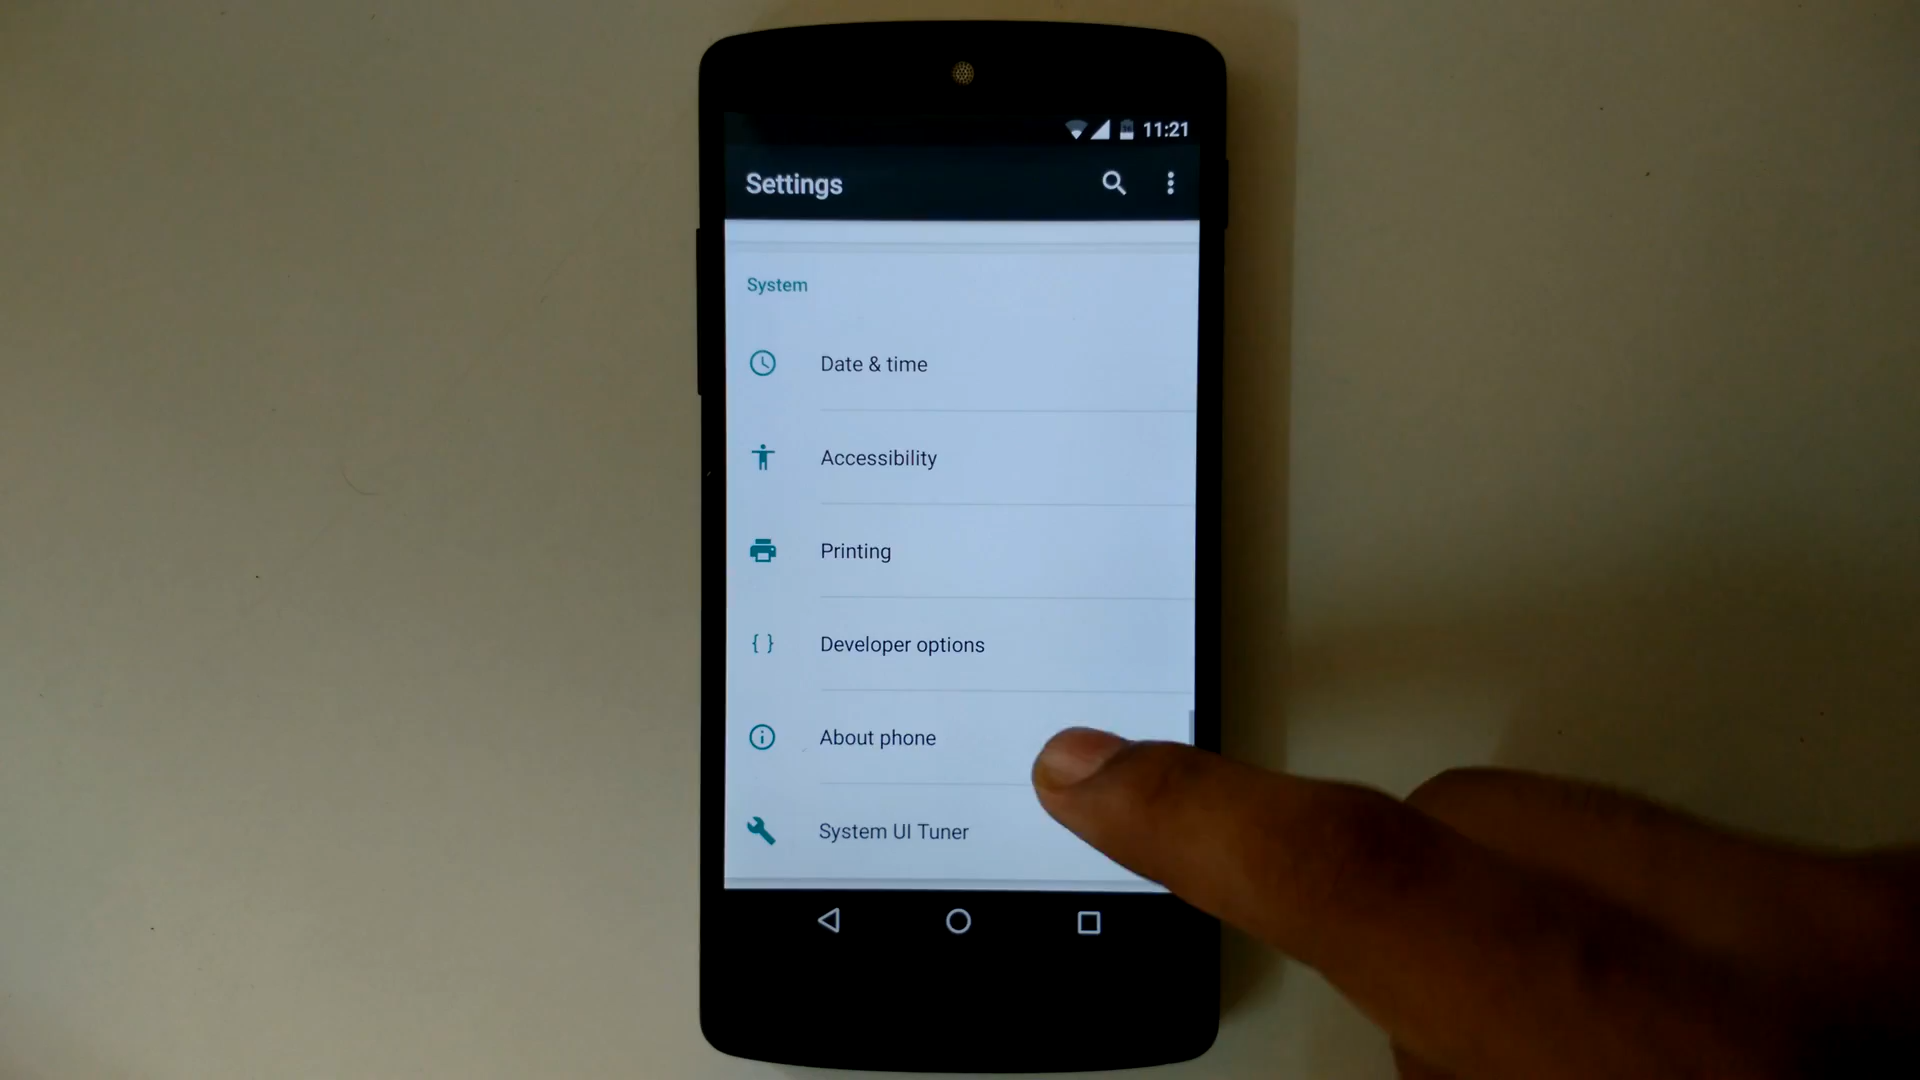 11:21
Settings
System
Date & time
Accessibility
Printing
{ } Developer options
About phone
System UI Tuner